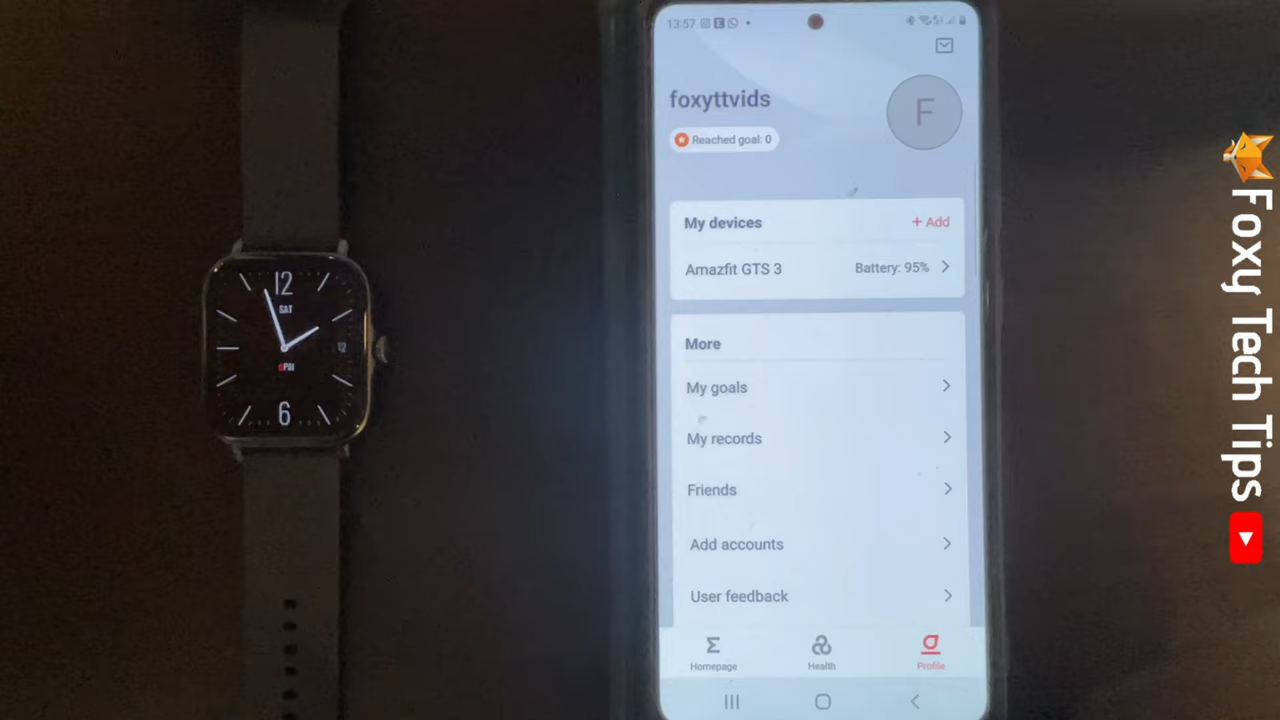 12
SAT
12
PAI
6
13:57
foxyttvids
F
Reached goal: 0
My devices
+ Add
Amazfit GTS 3
Battery: 95%
More
My goals
My records
Friends
Add accounts
User feedback
Homepage
Health
Profile
Foxy Tech Tips